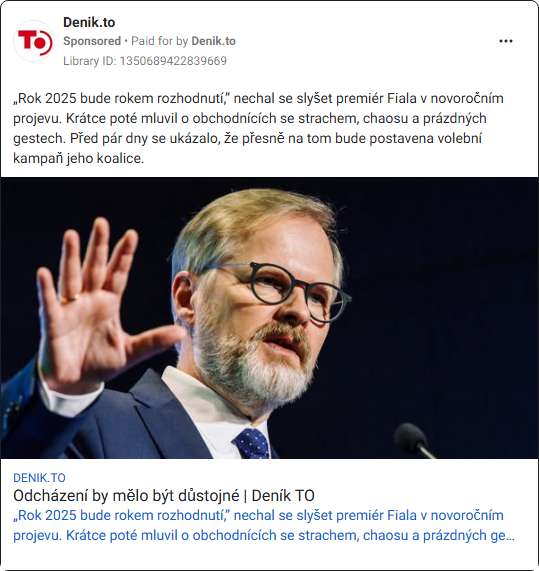 TO
Denik.to
Sponsored • Paid for by Denik.to
Library ID: 1350689422839669
„Rok 2025 bude rokem rozhodnutí,” nechal se slyšet premiér Fiala v novoročním
projevu. Krátce poté mluvil o obchodnících se strachem, chaosu a prázdných
gestech. Před pár dny se ukázalo, že přesně na tom bude postavena volební
kampaň jeho koalice.
DENIK.TO
Odcházení by mělo být důstojné | Deník TO
„Rok 2025 bude rokem rozhodnutí,” nechal se slyšet premiér Fiala v novoročním
projevu. Krátce poté mluvil o obchodnících se strachem, chaosu a prázdných ge...